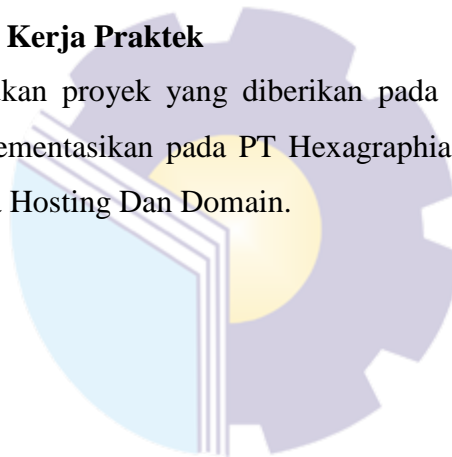 Kerja Praktek
kan proyek yang diberikan pada
ementasikan pada PT Hexagraphia
Hosting Dan Domain.